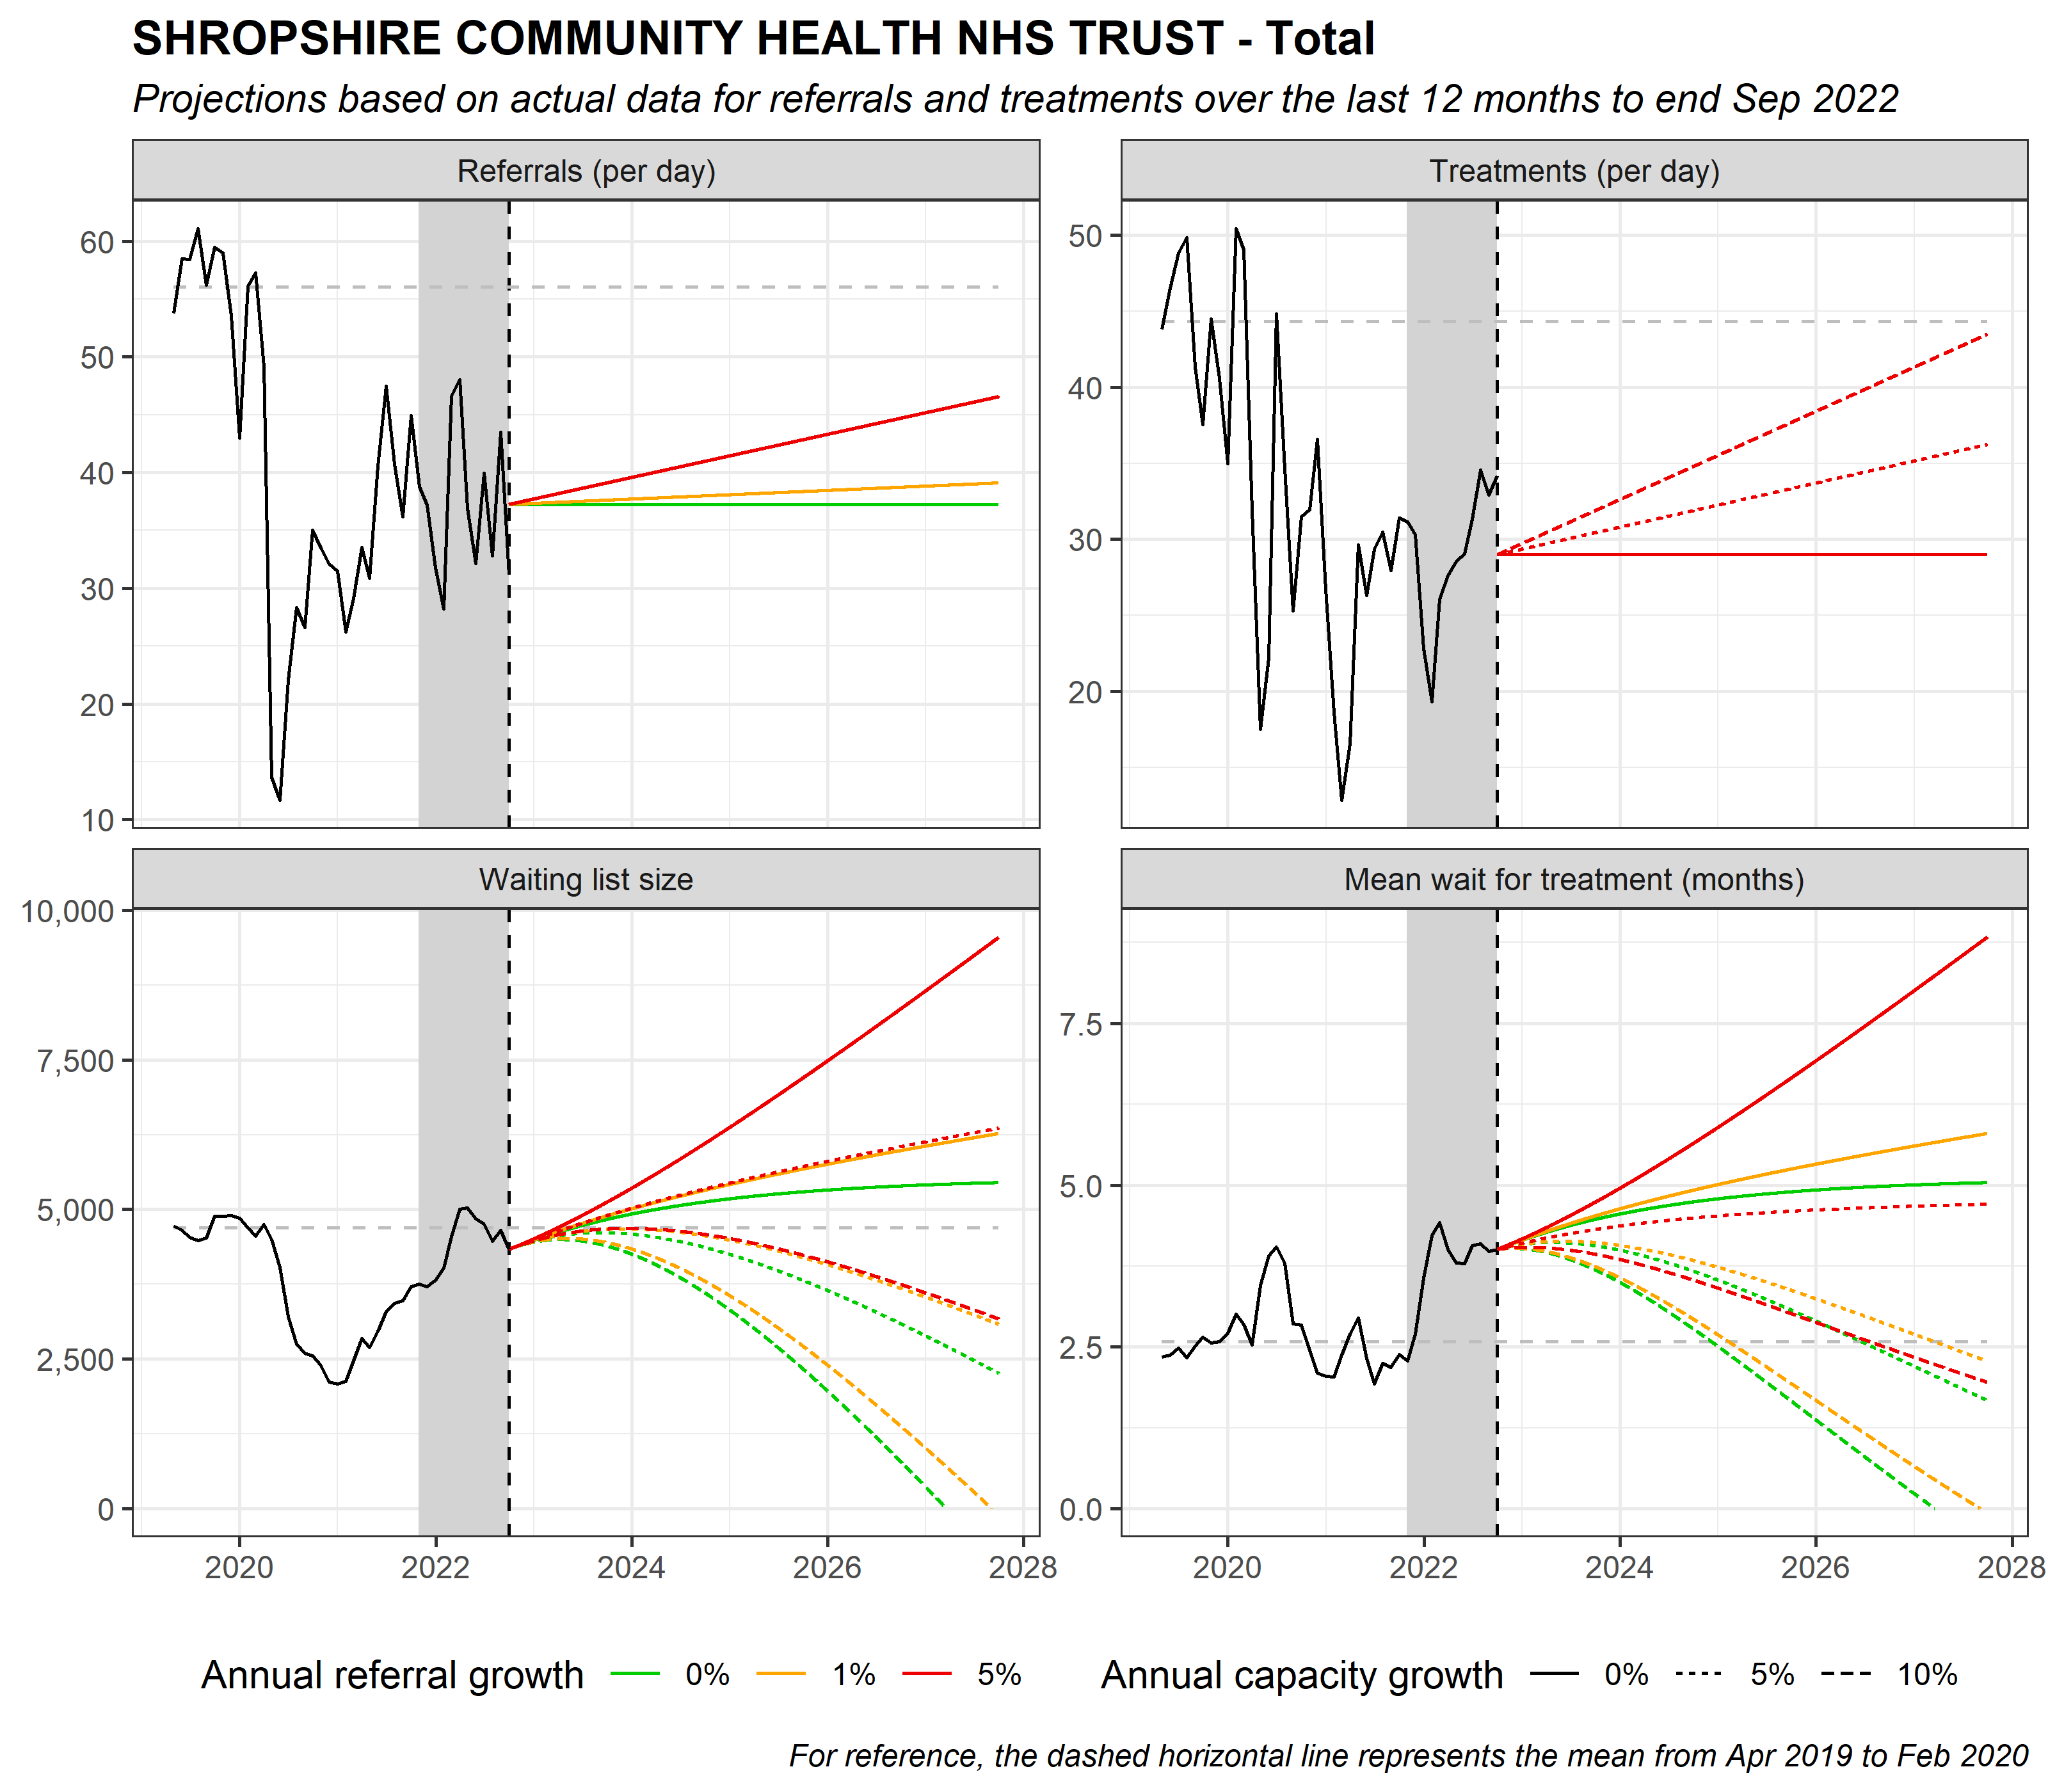 SHROPSHIRE COMMUNITY HEALTH NHS TRUST - Total
Projections based on actual data for referrals and treatments over the last 12 months to end Sep 2022
Referrals (per day)
60
50
40
30
20
10
Treatments (per day)
50
40
30
20
Waiting list size
10,000
7,500
5,000
2,500
0
2020 2022 2024 2026 2028
Mean wait for treatment (months)
7.5
5.0
2.5
0.0
2020 2022 2024 2026 2028
Annual referral growth 0% 1% 5%
Annual capacity growth 0% 5% 10%
For reference, the dashed horizontal line represents the mean from Apr 2019 to Feb 2020